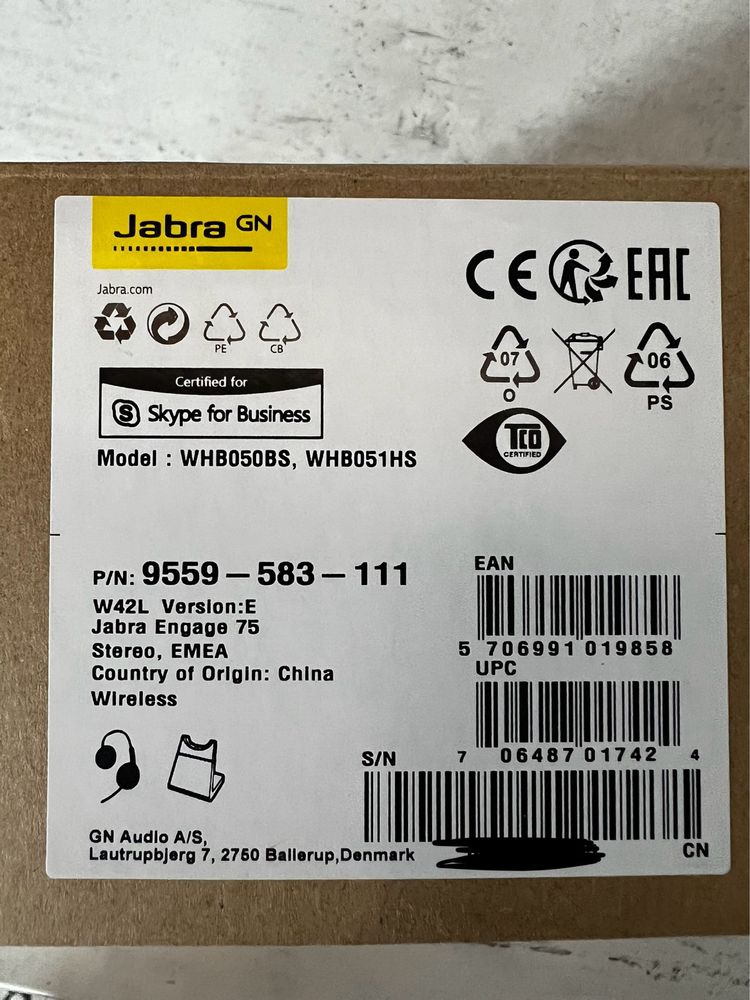 Jabra GN
Jabra.com
CE EAC
PE CB
07
O
06
PS
Certified for
S Skype for Business
TCO
CERTIFIED
Model : WHB050BS, WHB051HS
P/N: 9559 – 583 – 111
W42L Version:E
Jabra Engage 75
Stereo, EMEA
Country of Origin: China
Wireless
EAN
5 706991 019858
UPC
7 06487 01742 4
S/N
CN
GN Audio A/S,
Lautrupbjerg 7, 2750 Ballerup,Denmark